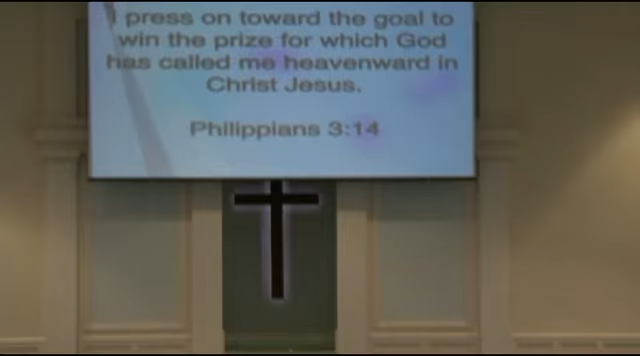 I press on toward the goal to
win the prize for which God
has called me heavenward in
Christ Jesus.
Philippians 3:14